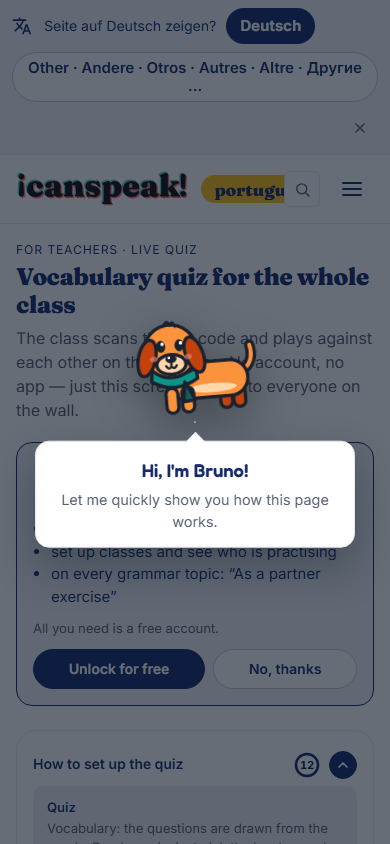 Seite auf Deutsch zeigen?
Deutsch
Other · Andere · Otros · Autres · Altre · Другие
...
icanspeak!
portugu
FOR TEACHERS · LIVE QUIZ
Vocabulary quiz for the whole
class
The class scans code and plays against
each other on account, no
app — just this to everyone on
the wall.
Hi, I'm Bruno!
Let me quickly show you how this page
works.
set up classes and see who is practising
on every grammar topic: “As a partner
exercise”
All you need is a free account.
Unlock for free
No, thanks
How to set up the quiz
12
Quiz
Vocabulary: the questions are drawn from the